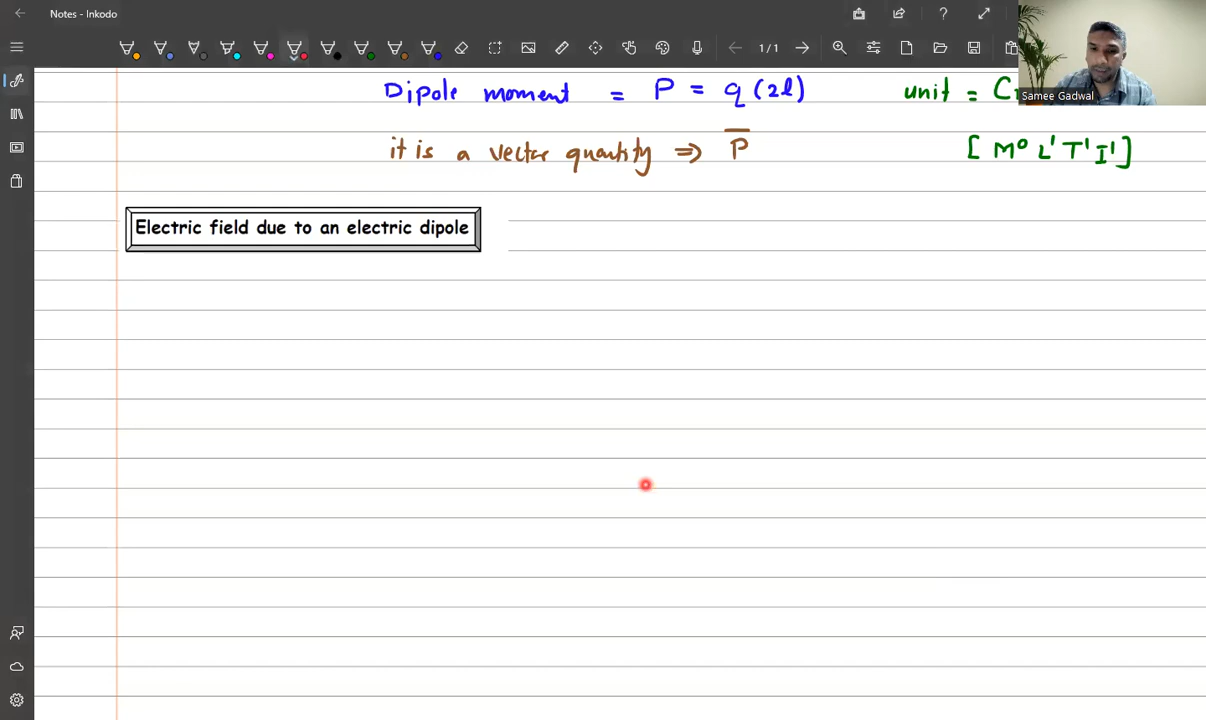 Notes - Inkodo
1/1
Dipole moment = P = q (2l) unit =
Samee Gadwal
it is a vector quantity ⇒ P̅ [ M⁰ L¹ T¹ I¹ ]
Electric field due to an electric dipole